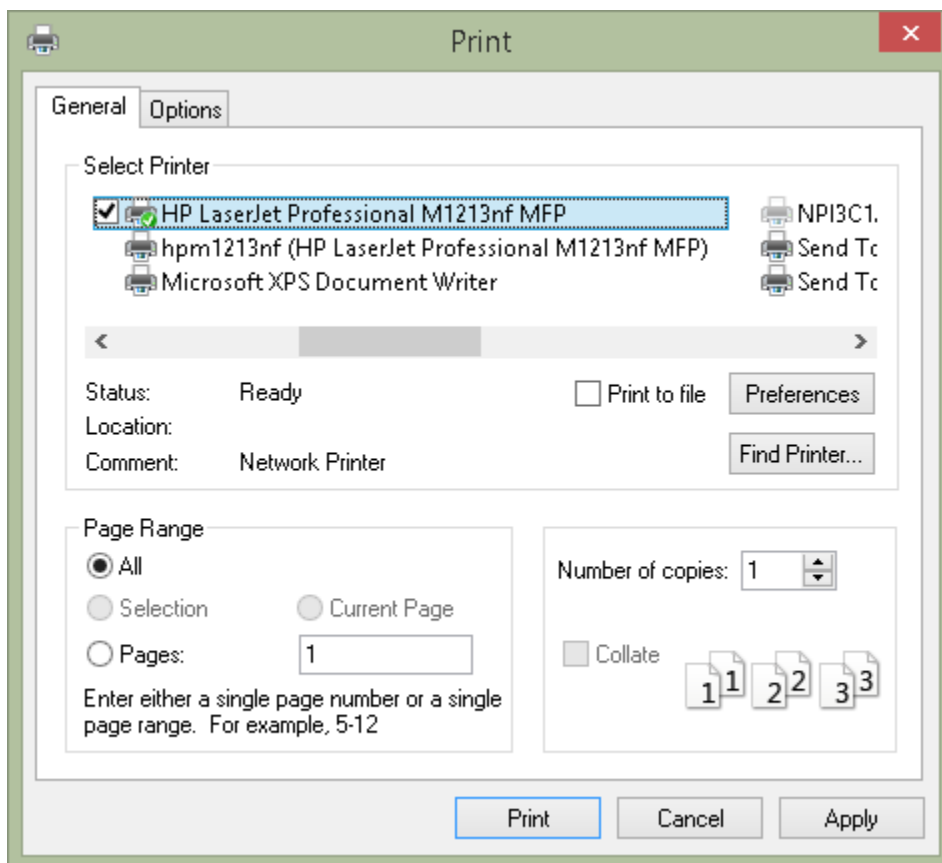 Print
General Options
Select Printer
HP LaserJet Professional M1213nf MFP NPI3C1.
hpm1213nf (HP LaserJet Professional M1213nf MFP) Send To
Microsoft XPS Document Writer Send To
Status: Ready Print to file Preferences
Location:
Comment: Network Printer Find Printer...
Page Range
All
Number of copies: 1
Selection Current Page
Pages: 1
Collate 1 1 2 2 3 3
Enter either a single page number or a single
page range. For example, 5-12
Print Cancel Apply